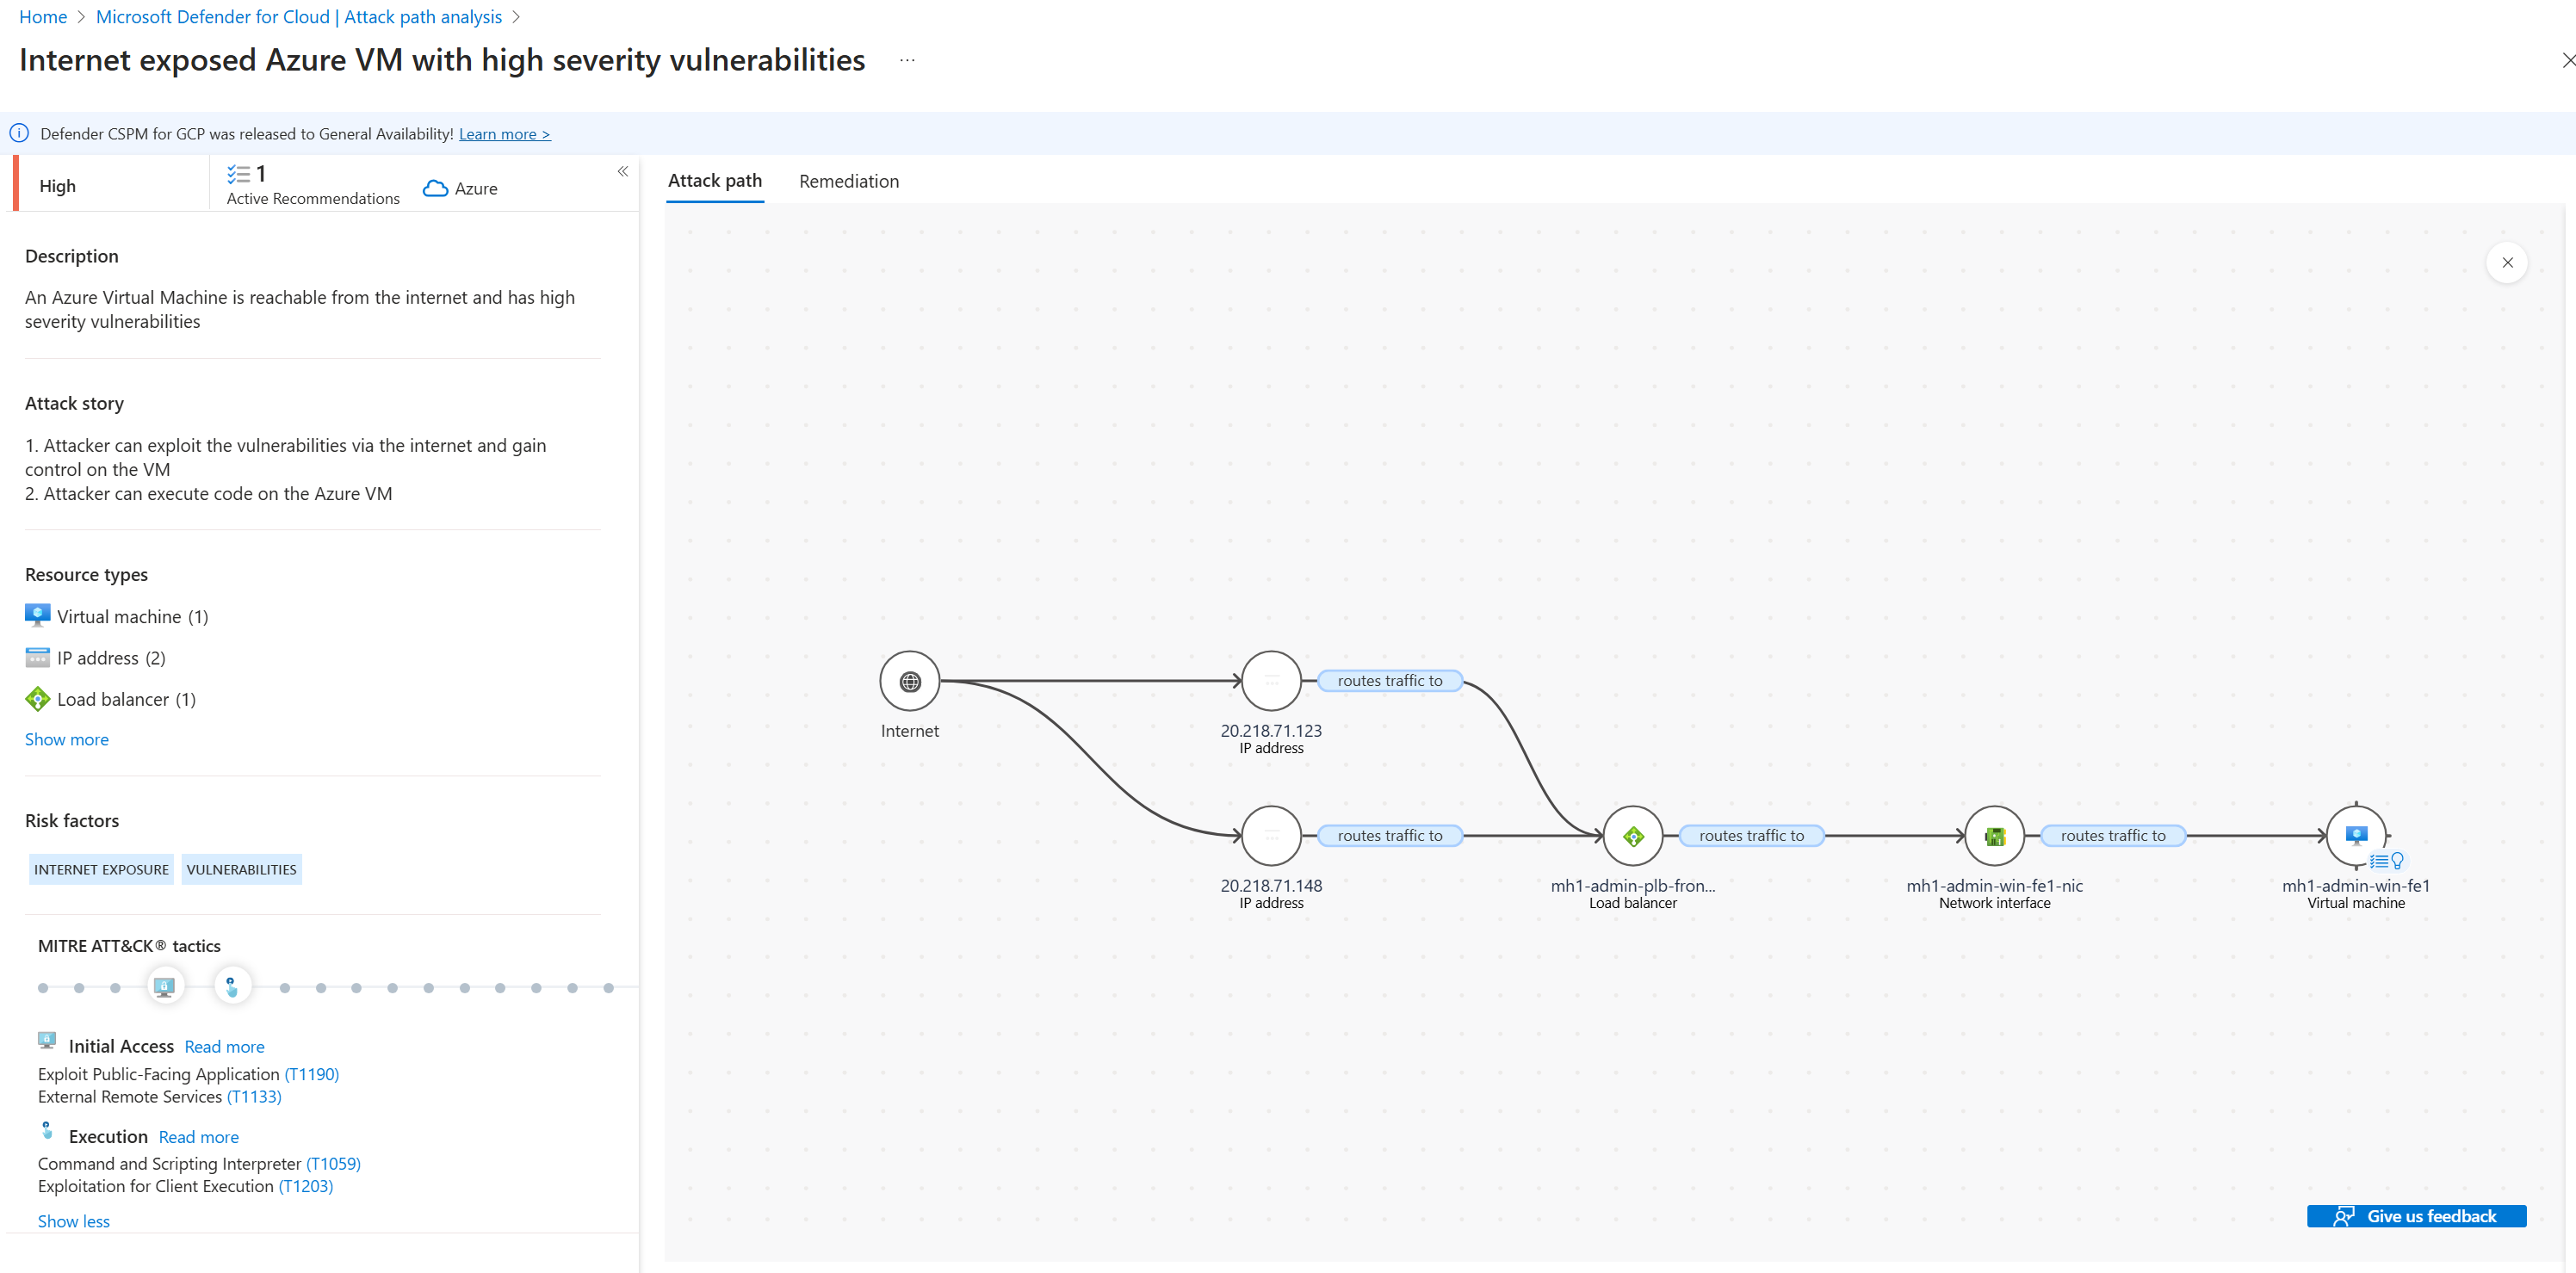 Home > Microsoft Defender for Cloud | Attack path analysis >
Internet exposed Azure VM with high severity vulnerabilities ...
Defender CSPM for GCP was released to General Availability! Learn more >
High
1
Active Recommendations
Azure
«
Description
An Azure Virtual Machine is reachable from the internet and has high
severity vulnerabilities
Attack story
1. Attacker can exploit the vulnerabilities via the internet and gain
control on the VM
2. Attacker can execute code on the Azure VM
Resource types
Virtual machine (1)
IP address (2)
Load balancer (1)
Show more
Risk factors
INTERNET EXPOSURE VULNERABILITIES
MITRE ATT&CK® tactics
Initial Access Read more
Exploit Public-Facing Application (T1190)
External Remote Services (T1133)
Execution Read more
Command and Scripting Interpreter (T1059)
Exploitation for Client Execution (T1203)
Show less
Attack path Remediation
Internet
20.218.71.123
IP address
routes traffic to
20.218.71.148
IP address
routes traffic to
mh1-admin-plb-fron...
Load balancer
routes traffic to
mh1-admin-win-fe1-nic
Network interface
routes traffic to
mh1-admin-win-fe1
Virtual machine
Give us feedback